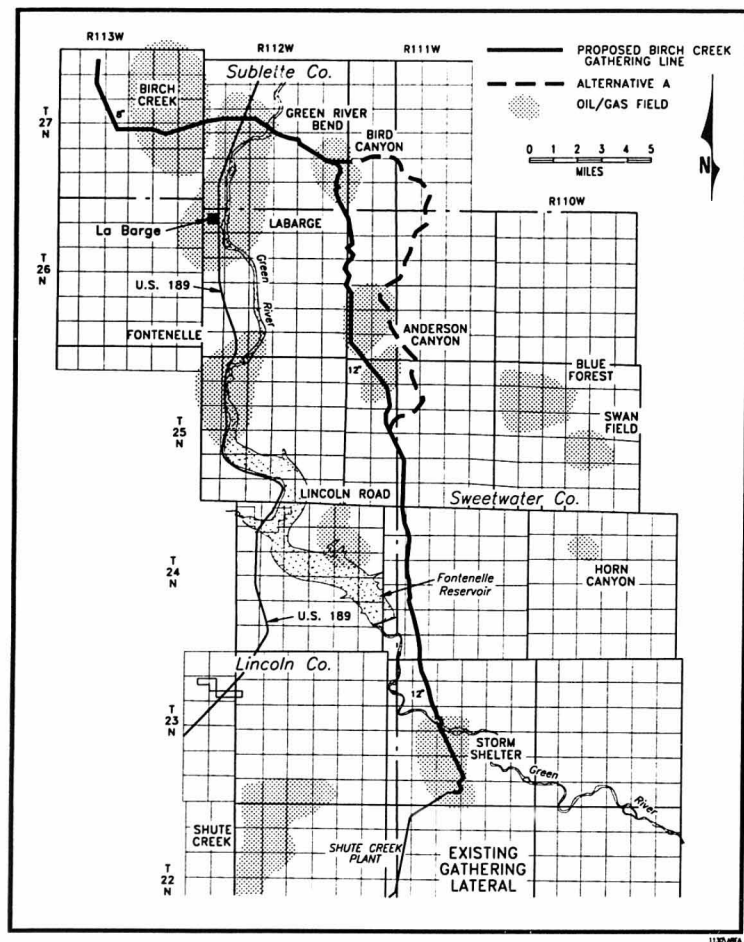 R113W
R112W
R111W
PROPOSED BIRCH CREEK
GATHERING LINE
ALTERNATIVE A
OIL/GAS FIELD
Sublette Co.
BIRCH
CREEK
T
27
N
8"
GREEN RIVER
BEND
BIRD
CANYON
0 1 2 3 4 5
MILES
N
R110W
La Barge
LABARGE
T
26
N
U.S. 189
Green
River
FONTENELLE
ANDERSON
CANYON
12"
BLUE
FOREST
SWAN
FIELD
T
25
N
LINCOLN ROAD
Sweetwater Co.
T
24
N
HORN
CANYON
Fontenelle
Reservoir
U.S. 189
Lincoln Co.
12"
T
23
N
STORM
SHELTER
Green
River
SHUTE
CREEK
SHUTE CREEK
PLANT
EXISTING
GATHERING
LATERAL
T
22
N